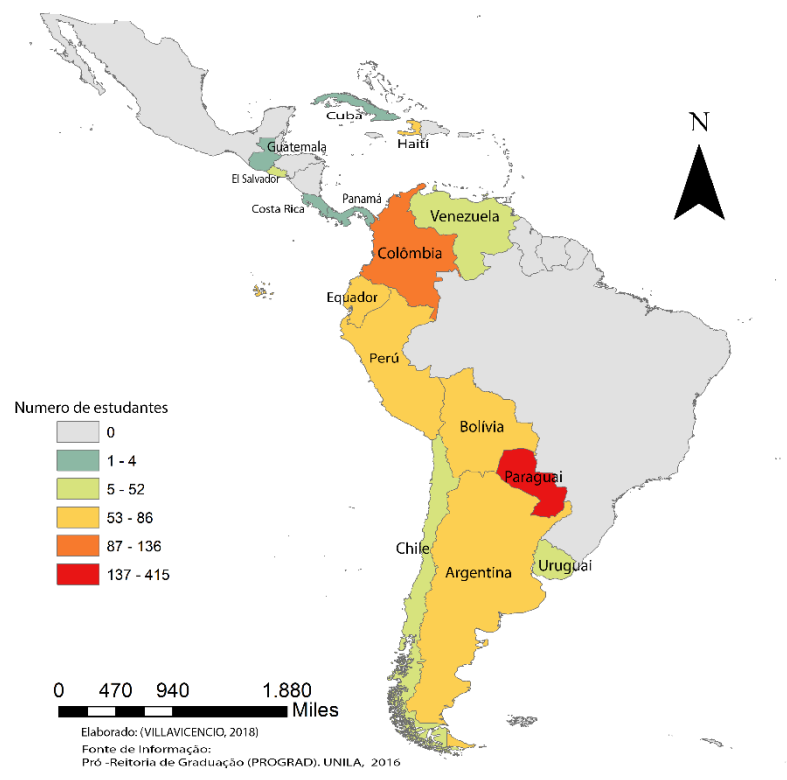 Cuba
Haití
Guatemala
El Salvador
Costa Rica
Panamá
N
Venezuela
Colômbia
Equador
Perú
Bolívia
Paraguai
Chile
Argentina
Uruguai
Numero de estudantes
0
1 - 4
5 - 52
53 - 86
87 - 136
137 - 415
0 470 940 1.880
Miles
Elaborado: (VILLAVICENCIO, 2018)
Fonte de Informação:
Pró -Reitoria de Graduação (PROGRAD). UNILA, 2016